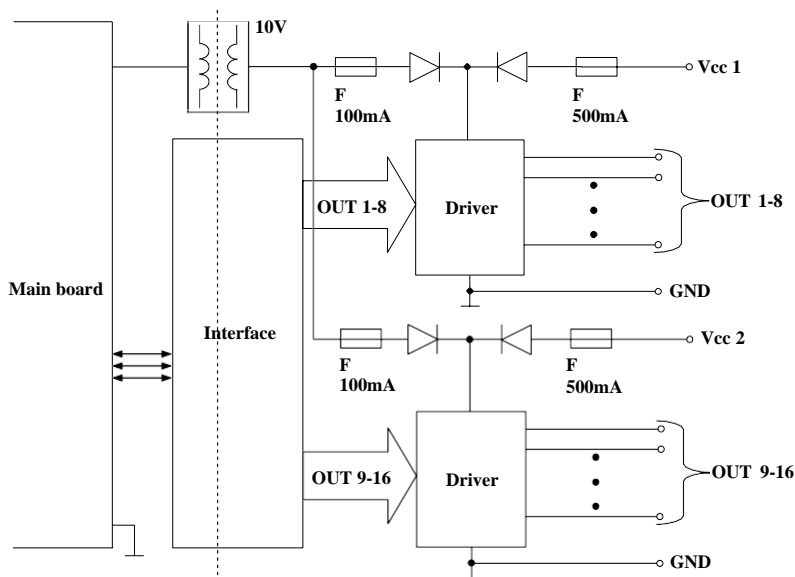 10V
Vcc 1
F
100mA
F
500mA
OUT 1-8
Driver
OUT 1-8
Main board
GND
Interface
Vcc 2
F
100mA
F
500mA
OUT 9-16
Driver
OUT 9-16
GND